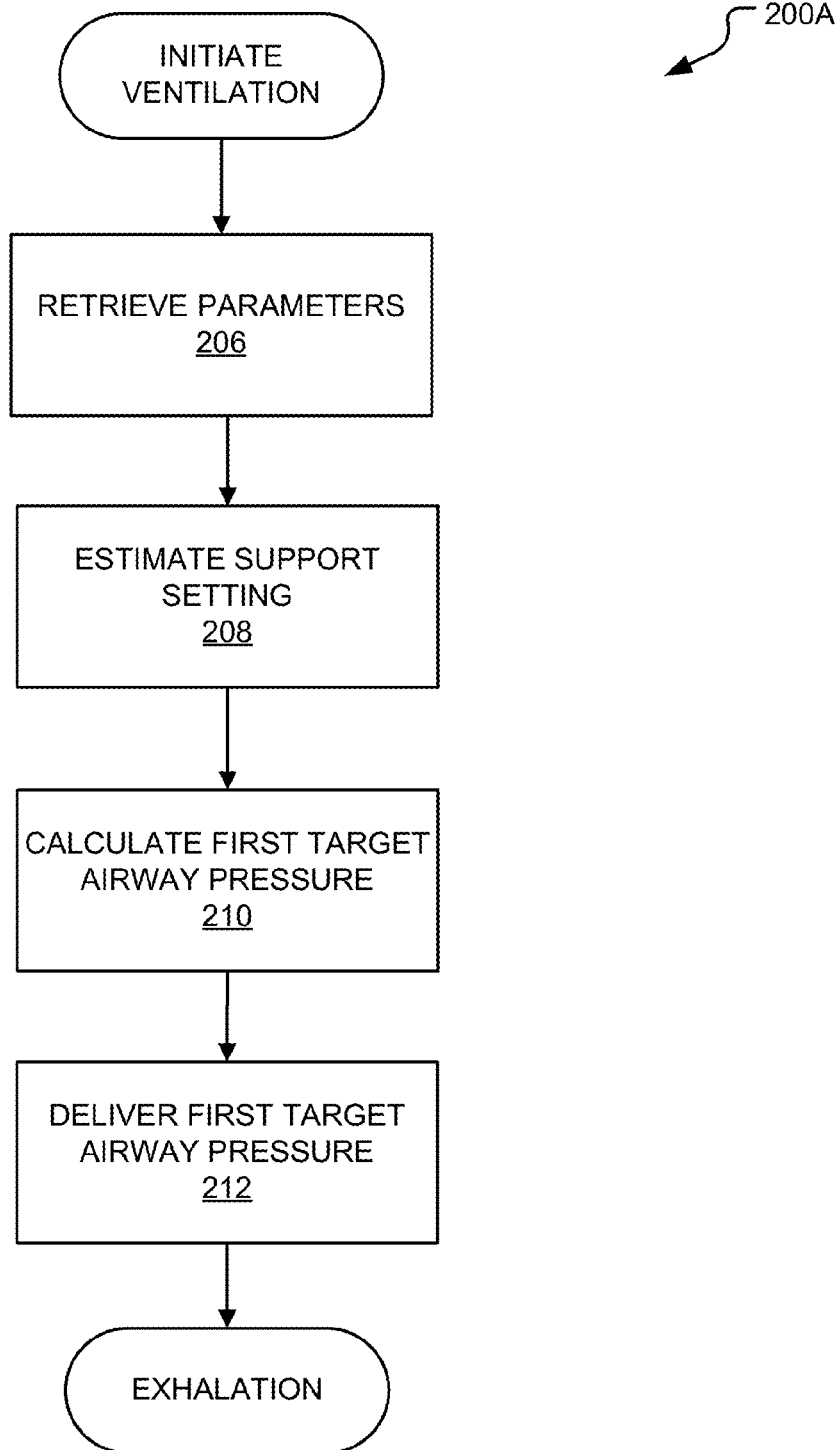 200A
INITIATE
VENTILATION
RETRIEVE PARAMETERS
206
ESTIMATE SUPPORT
SETTING
208
CALCULATE FIRST TARGET
AIRWAY PRESSURE
210
DELIVER FIRST TARGET
AIRWAY PRESSURE
212
EXHALATION